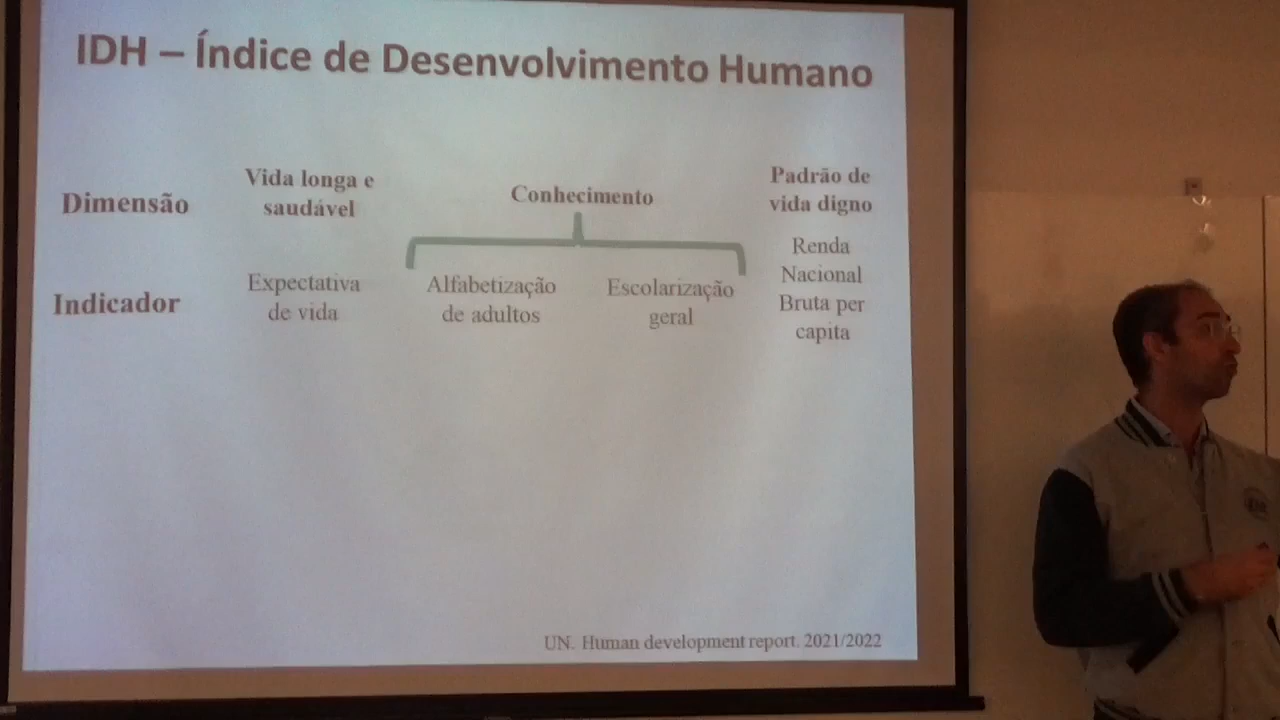 IDH – Índice de Desenvolvimento Humano
Dimensão
Vida longa e
saudável
Conhecimento
Padrão de
vida digno
Indicador
Expectativa
de vida
Alfabetização
de adultos
Escolarização
geral
Renda
Nacional
Bruta per
capita
UN. Human development report. 2021/2022